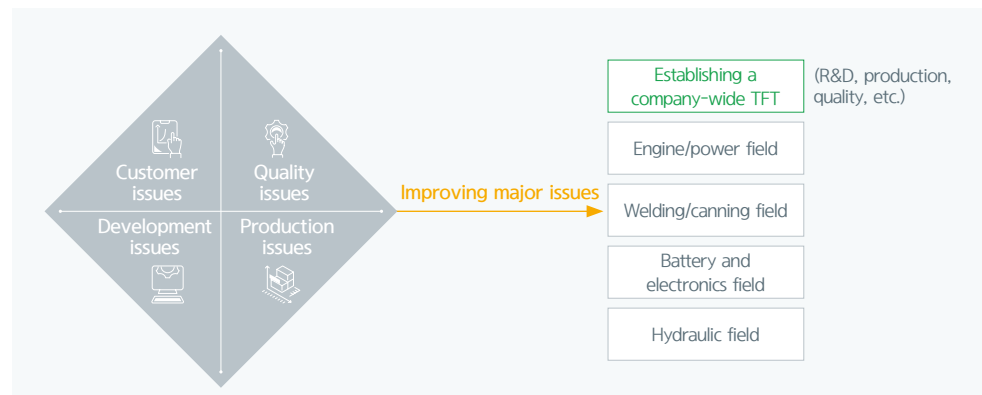 Customer
issues
Quality
issues
Development
issues
Production
issues
Improving major issues
Establishing a
company-wide TFT
(R&D, production,
quality, etc.)
Engine/power field
Welding/canning field
Battery and
electronics field
Hydraulic field